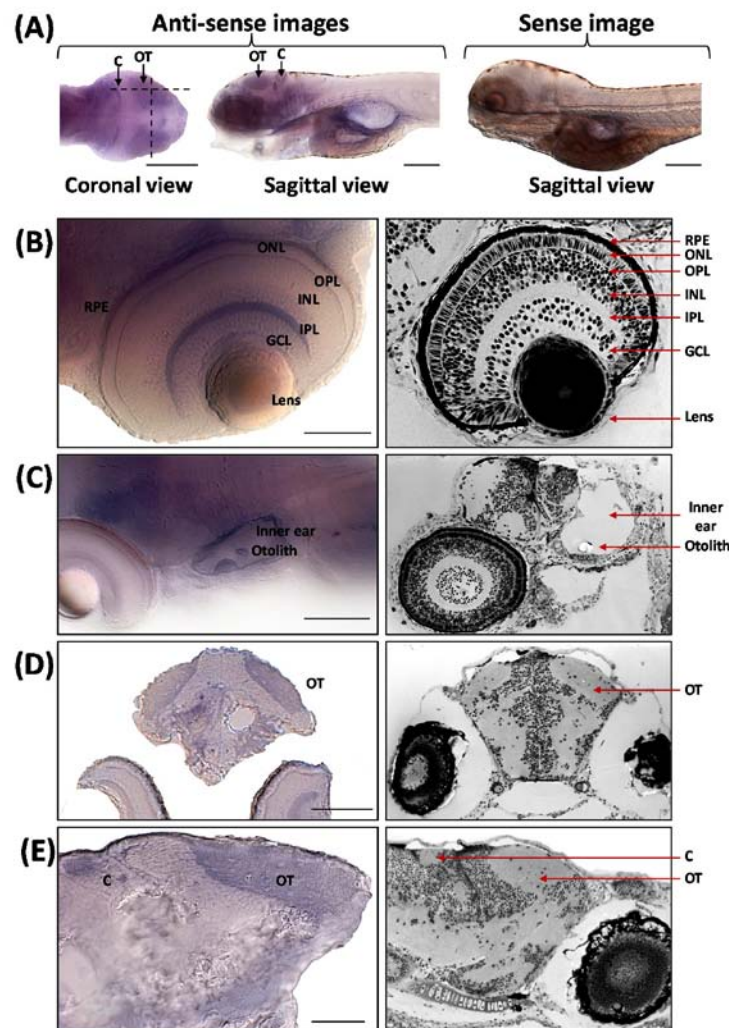 (A)
Anti-sense images
Sense image
C
OT
OT
C
Coronal view
Sagittal view
Sagittal view
(B)
ONL
OPL
INL
RPE
IPL
GCL
Lens
RPE
ONL
OPL
INL
IPL
GCL
Lens
(C)
Inner ear
Otolith
Inner
ear
Otolith
(D)
OT
OT
(E)
C
OT
C
OT